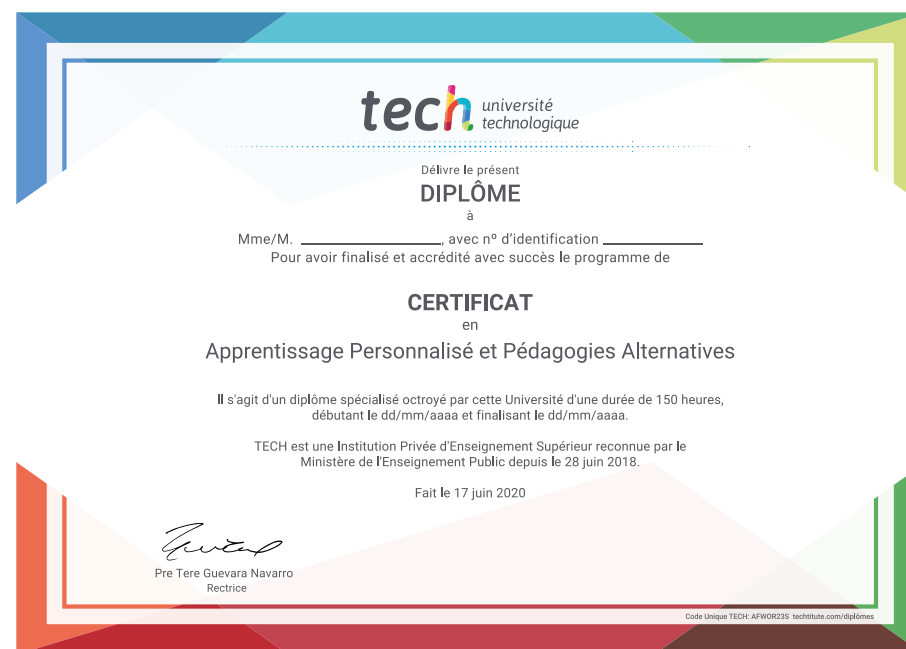 tech université
technologique
Délivre le présent
DIPLÔME
à
Mme/M. ____________________, avec nº d'identification ______________
Pour avoir finalisé et accrédité avec succès le programme de
CERTIFICAT
en
Apprentissage Personnalisé et Pédagogies Alternatives
Il s'agit d'un diplôme spécialisé octroyé par cette Université d'une durée de 150 heures,
débutant le dd/mm/aaaa et finalisant le dd/mm/aaaa.
TECH est une Institution Privée d'Enseignement Supérieur reconnue par le
Ministère de l'Enseignement Public depuis le 28 juin 2018.
Fait le 17 juin 2020
Pre Tere Guevara Navarro
Rectrice
Code Unique TECH: AFWOR23S techtitute.com/diplômes